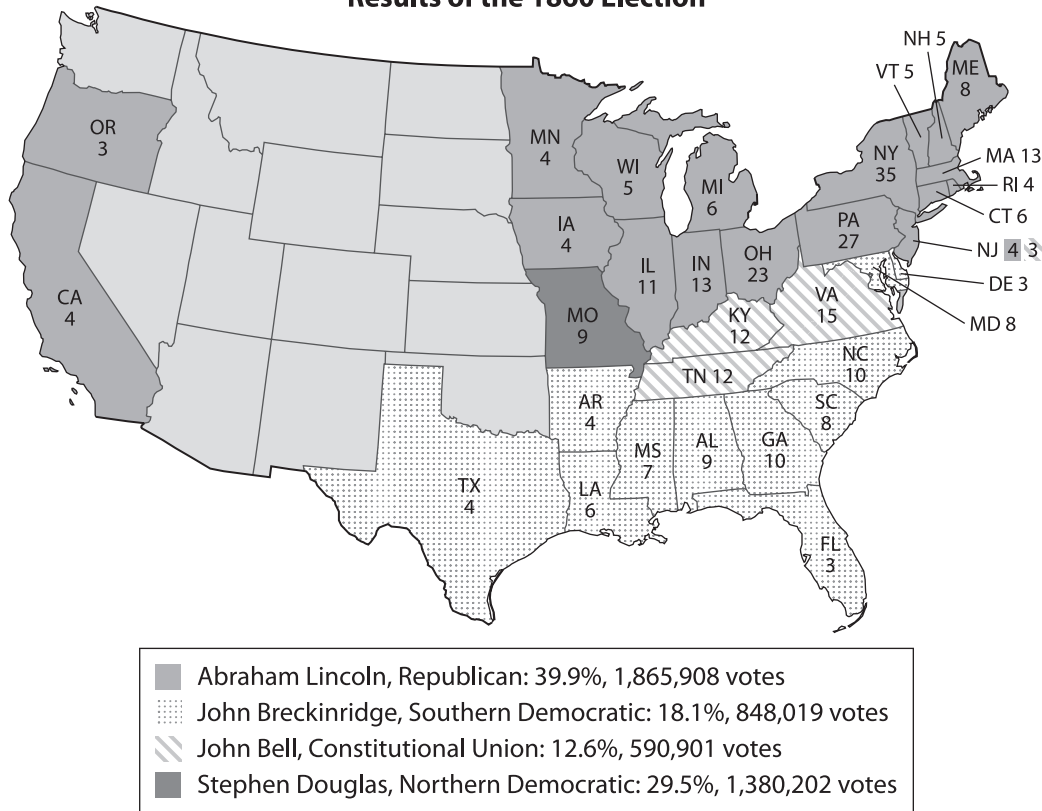 Results of the 1860 Election
NH 5
VT 5
ME
8
OR
3
MN
4
WI
5
MI
6
NY
35
MA 13
RI 4
CT 6
IA
4
PA
27
NJ 4 3
IL
11
IN
13
OH
23
DE 3
CA
4
MO
9
KY
12
VA
15
MD 8
TN 12
NC
10
AR
4
SC
8
MS
7
AL
9
GA
10
TX
4
LA
6
FL
3
Abraham Lincoln, Republican: 39.9%, 1,865,908 votes
John Breckinridge, Southern Democratic: 18.1%, 848,019 votes
John Bell, Constitutional Union: 12.6%, 590,901 votes
Stephen Douglas, Northern Democratic: 29.5%, 1,380,202 votes